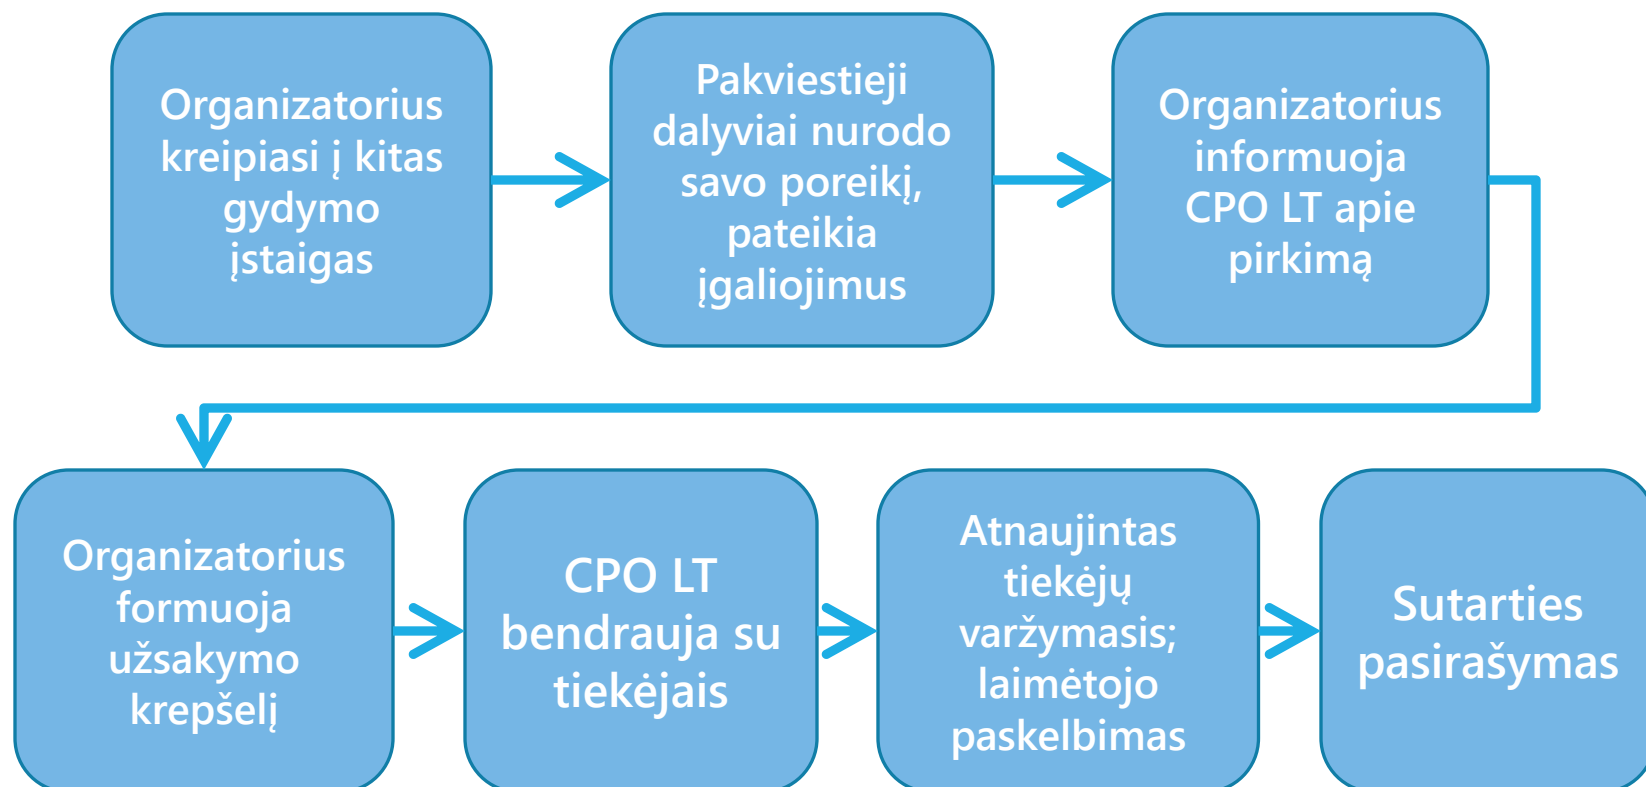 Organizatorius
kreipiasi į kitas
gydymo
įstaigas
Pakviestieji
dalyviai nurodo
savo poreikį,
pateikia
įgaliojimus
Organizatorius
informuoja
CPO LT apie
pirkimą
Organizatorius
formuoja
užsakymo
krepšelį
CPO LT
bendrauja su
tiekėjais
Atnaujintas
tiekėjų
varžymasis;
laimėtojo
paskelbimas
Sutarties
pasirašymas